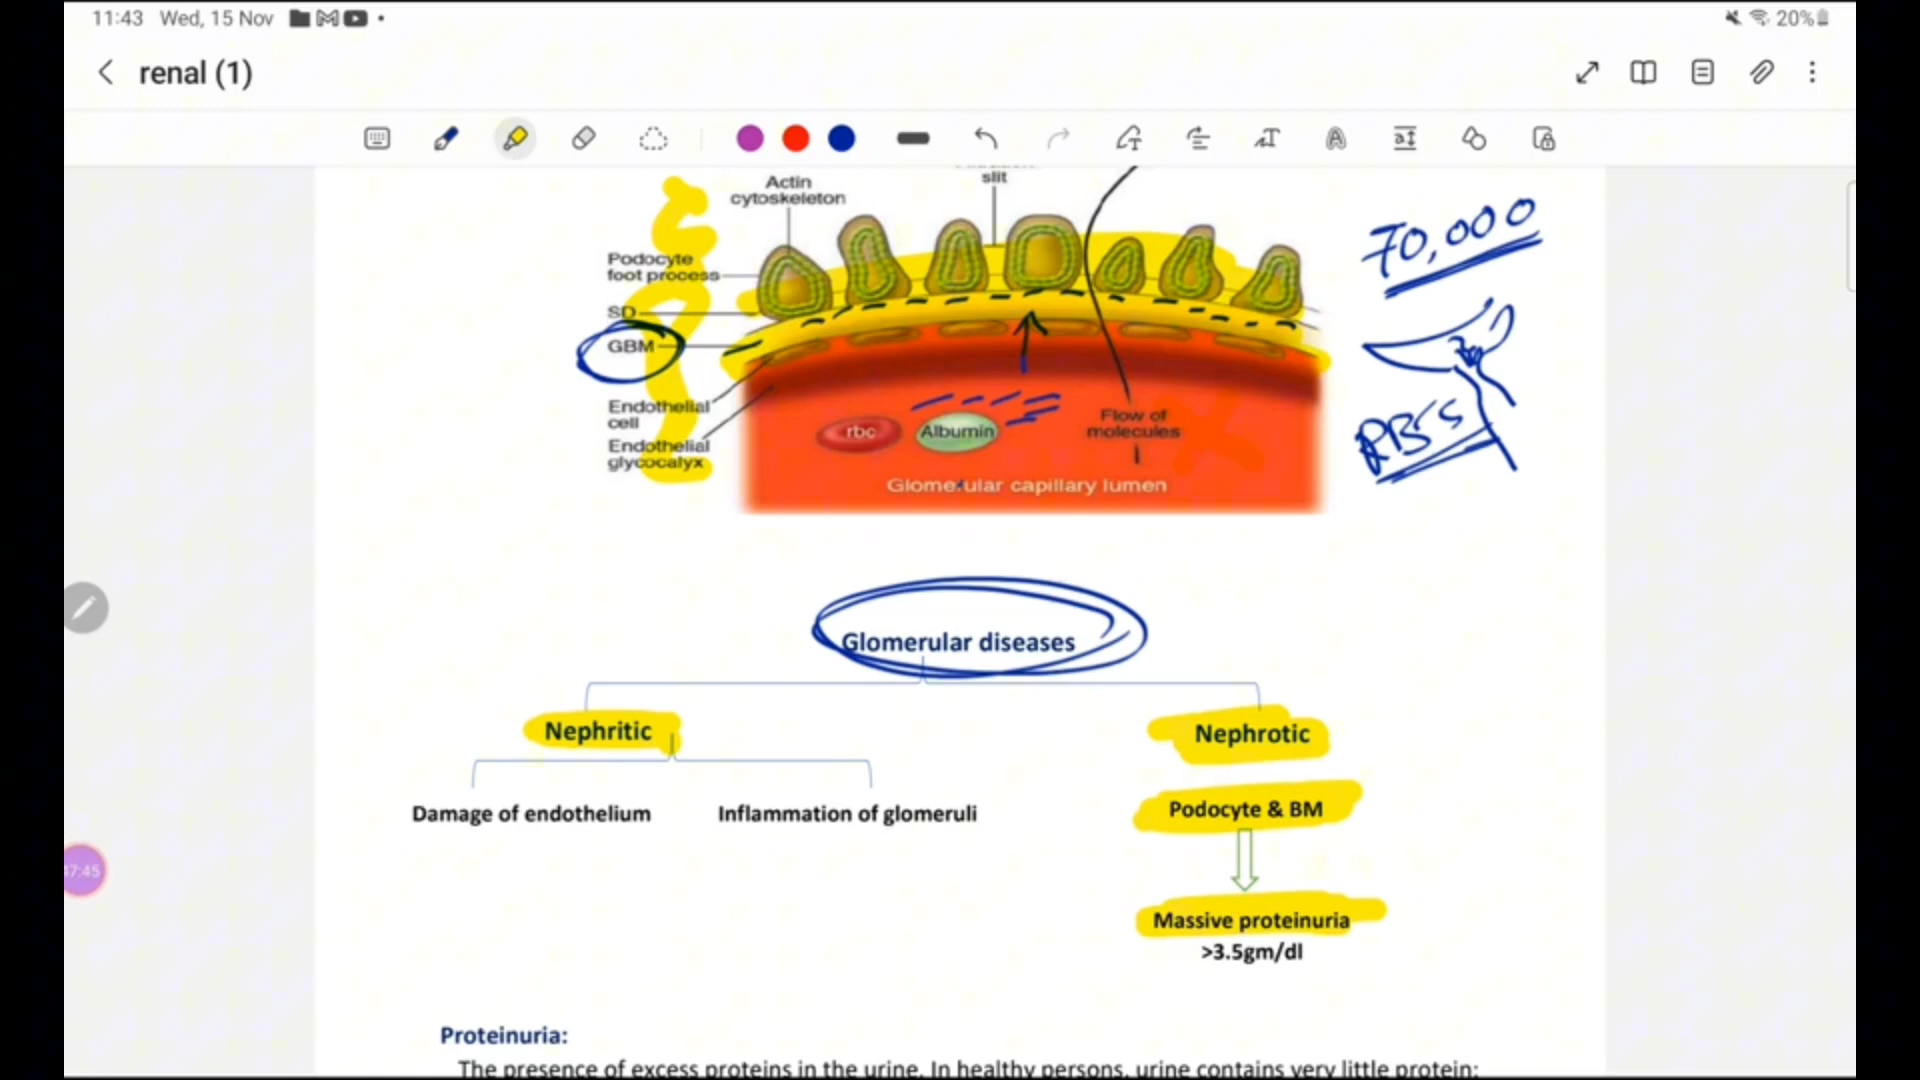 11:43 Wed, 15 Nov
20%
renal (1)
slit
Actin
cytoskeleton
Podocyte
foot process
SD
GBM
Endothelial
cell
Endothelial
glycocalyx
rbc
Albumin
Flow of
molecules
Glomerular capillary lumen
70,000
Glomerular diseases
Nephritic
Nephrotic
Damage of endothelium
Inflammation of glomeruli
Podocyte & BM
Massive proteinuria
>3.5gm/dl
47:45
Proteinuria:
The presence of excess proteins in the urine. In healthy persons, urine contains very little protein: